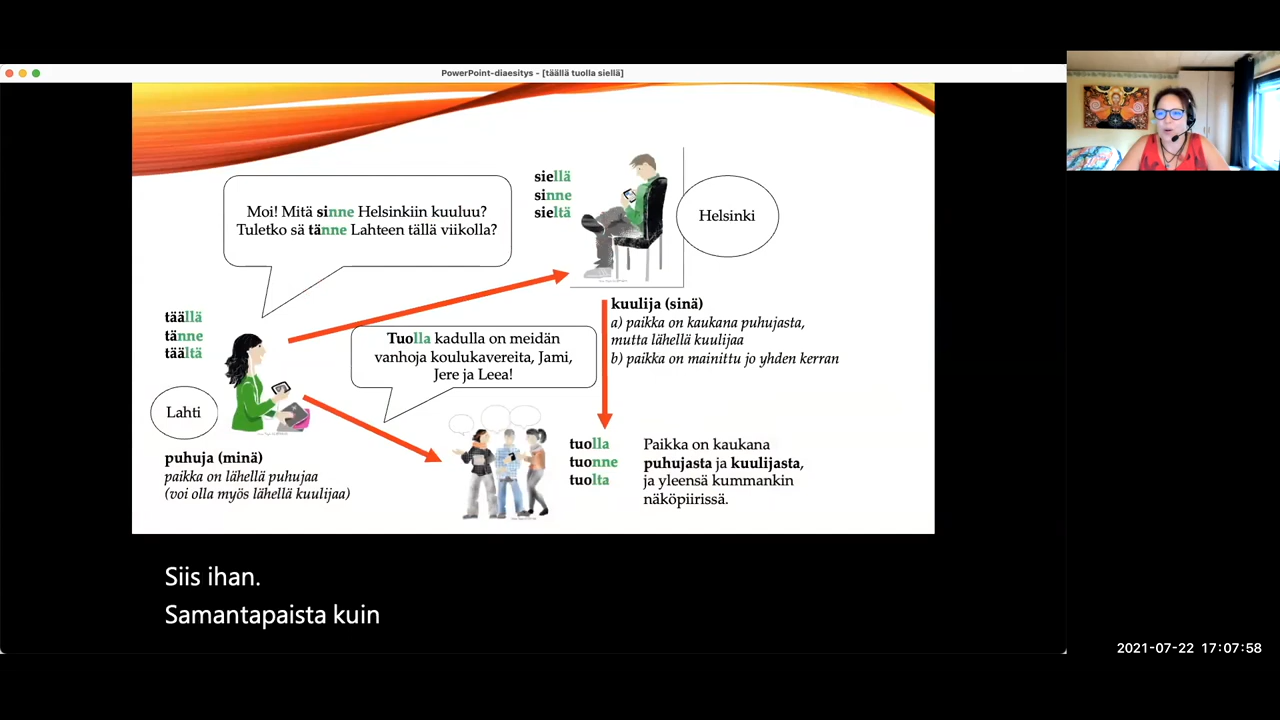 PowerPoint-diaesitys - [täällä tuolla siellä]
Moi! Mitä sinne Helsinkiin kuuluu?
Tuletko sä tänne Lahteen tällä viikolla?
siellä
sinne
sieltä
Helsinki
täällä
tänne
täältä
Lahti
puhuja (minä)
paikka on lähellä puhujaa
(voi olla myös lähellä kuulijaa)
kuulija (sinä)
a) paikka on kaukana puhujasta,
mutta lähellä kuulijaa
b) paikka on mainittu jo yhden kerran
Tuolla kadulla on meidän
vanhoja koulukavereita, Jami,
Jere ja Leea!
tuolla
tuonne
tuolta
Paikka on kaukana
puhujasta ja kuulijasta,
ja yleensä kummankin
näköpiirissä.
Siis ihan.
Samantapaista kuin
2021-07-22 17:07:58